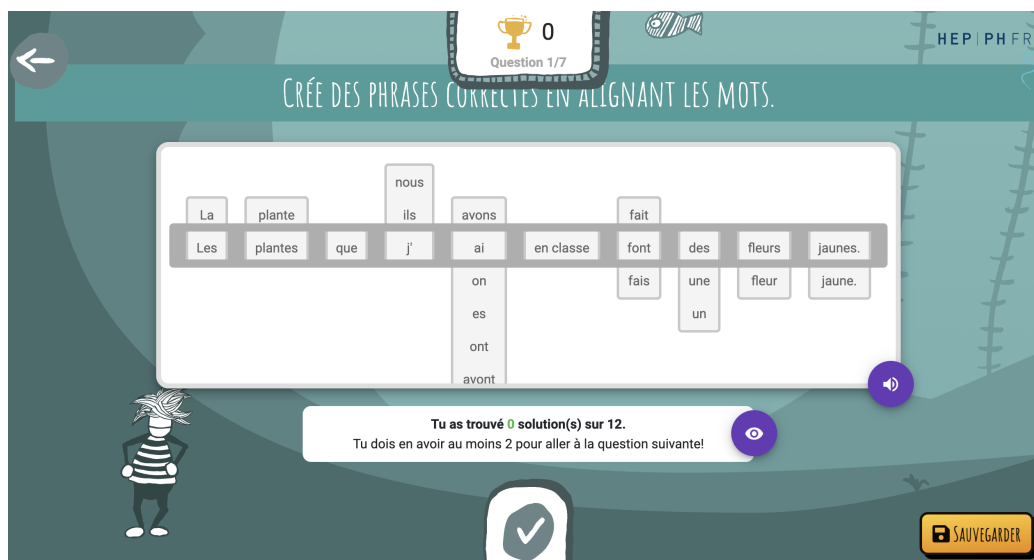 0
Question 1/7
HEP | PH FR
CRÉE DES PHRASES CORRECTES EN ALIGNANT LES MOTS.
nous
La plante ils avons fait
Les plantes que j' ai en classe font des fleurs jaunes.
on fais une fleur jaune.
es un
ont
avont
Tu as trouvé 0 solution(s) sur 12.
Tu dois en avoir au moins 2 pour aller à la question suivante!
SAUVEGARDER